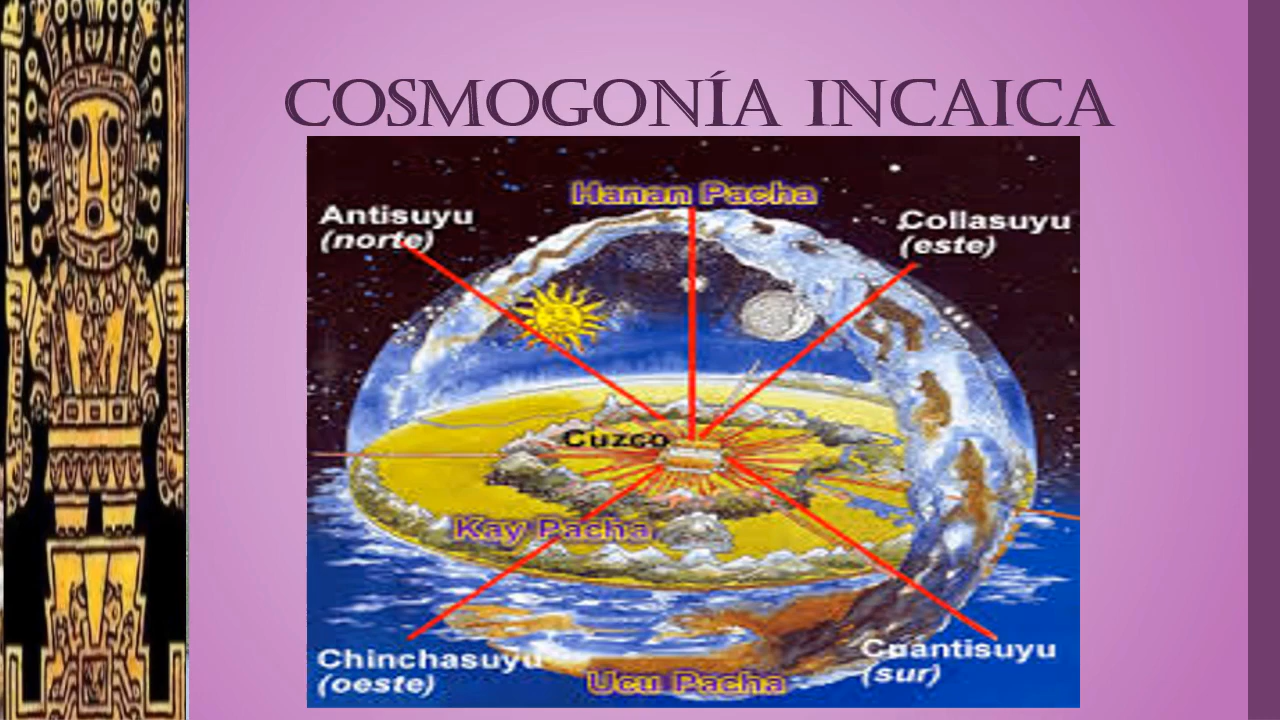 COSMOGONÍA INCAICA
Hanan Pacha
Antisuyu
(norte)
Collasuyu
(este)
Cuzco
Kay Pacha
Chinchasuyu
(oeste)
Cuantisuyu
(sur)
Ucu Pacha